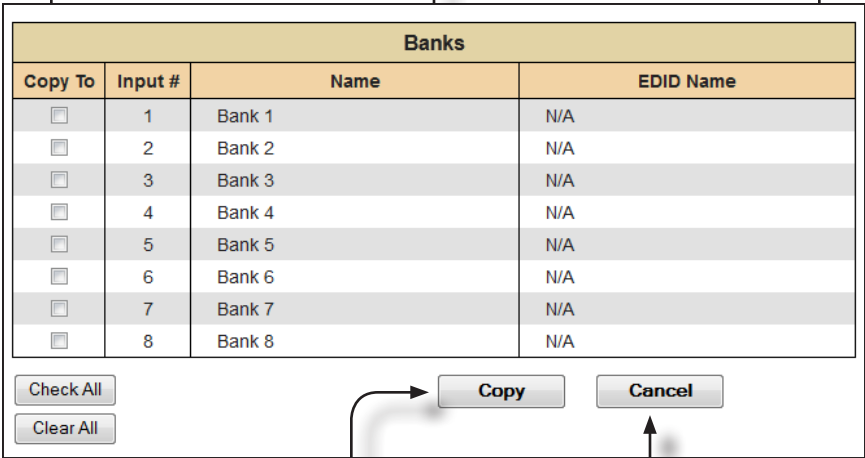 Banks
Copy To Input # Name EDID Name
1 Bank 1 N/A
2 Bank 2 N/A
3 Bank 3 N/A
4 Bank 4 N/A
5 Bank 5 N/A
6 Bank 6 N/A
7 Bank 7 N/A
8 Bank 8 N/A
Check All Copy Cancel
Clear All